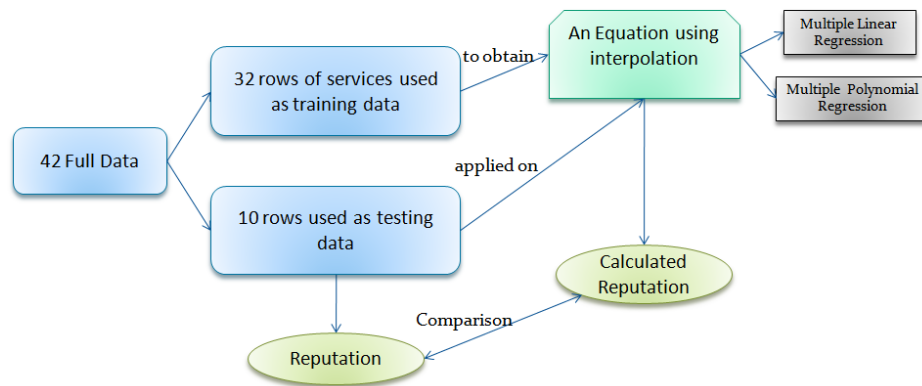 An Equation using
interpolation
Multiple Linear
Regression
Multiple Polynomial
Regression
to obtain
32 rows of services used
as training data
42 Full Data
applied on
10 rows used as testing
data
Calculated
Reputation
Comparison
Reputation